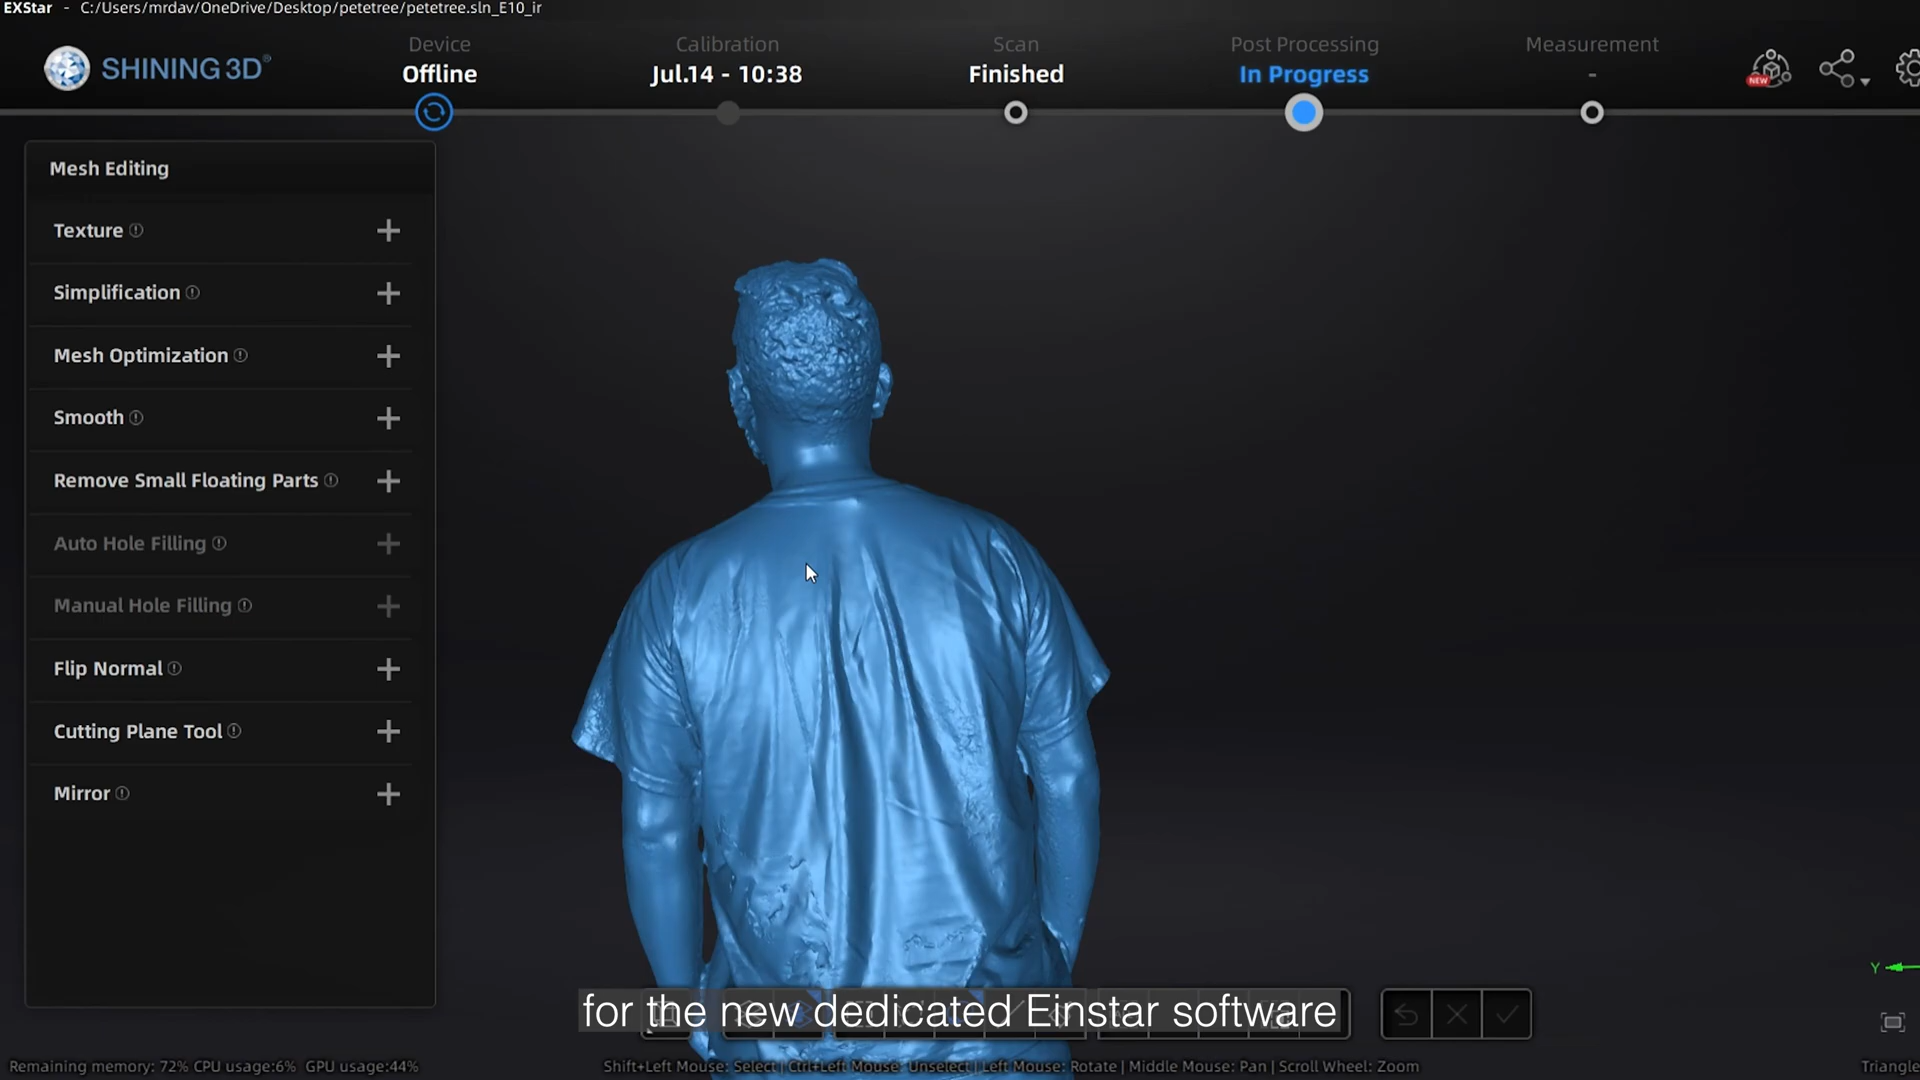 EXStar - C:/Users/mrdav/OneDrive/Desktop/petetree/petetree.sln_E10_ir
SHINING 3D®
Device
Offline
Calibration
Jul.14 - 10:38
Scan
Finished
Post Processing
In Progress
Measurement
-
NEW
Mesh Editing
Texture
Simplification
Mesh Optimization
Smooth
Remove Small Floating Parts
Auto Hole Filling
Manual Hole Filling
Flip Normal
Cutting Plane Tool
Mirror
Y
for the new dedicated Einstar software
Remaining memory: 72% CPU usage:6% GPU usage:44%
Shift+Left Mouse: Select | Ctrl+Left Mouse: Unselect | Left Mouse: Rotate | Middle Mouse: Pan | Scroll Wheel: Zoom
Triangle